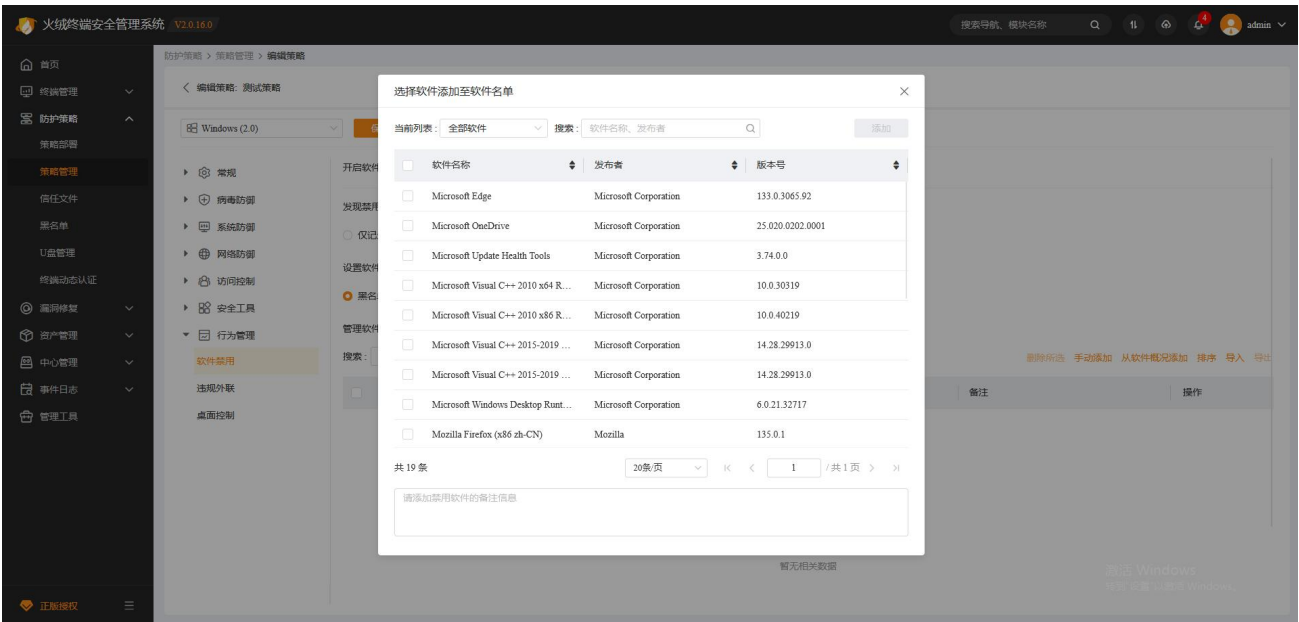 火绒终端安全管理系统 V2.0.16.0
搜索导航、模块名称
4
admin
首页
终端管理
防护策略
策略部署
策略管理
信任文件
黑名单
U盘管理
终端动态认证
漏洞修复
资产管理
中心管理
事件日志
管理工具
正版授权
防护策略 > 策略管理 > 编辑策略
编辑策略: 测试策略
Windows (2.0)
常规
病毒防御
系统防御
网络防御
访问控制
安全工具
行为管理
软件禁用
违规外联
桌面控制
开启软件
发现禁用
仅记
设置软件
黑名
管理软件
搜索:
删除所选 手动添加 从软件概况添加 排序 导入 导出
备注 操作
暂无相关数据
选择软件添加至软件名单
当前列表: 全部软件 搜索: 软件名称、发布者 添加
软件名称 发布者 版本号
Microsoft Edge Microsoft Corporation 133.0.3065.92
Microsoft OneDrive Microsoft Corporation 25.020.0202.0001
Microsoft Update Health Tools Microsoft Corporation 3.74.0.0
Microsoft Visual C++ 2010 x64 R... Microsoft Corporation 10.0.30319
Microsoft Visual C++ 2010 x86 R... Microsoft Corporation 10.0.40219
Microsoft Visual C++ 2015-2019 ... Microsoft Corporation 14.28.29913.0
Microsoft Visual C++ 2015-2019 ... Microsoft Corporation 14.28.29913.0
Microsoft Windows Desktop Runt... Microsoft Corporation 6.0.21.32717
Mozilla Firefox (x86 zh-CN) Mozilla 135.0.1
共 19 条 20条/页 1 / 共 1 页
请添加禁用软件的备注信息
激活 Windows